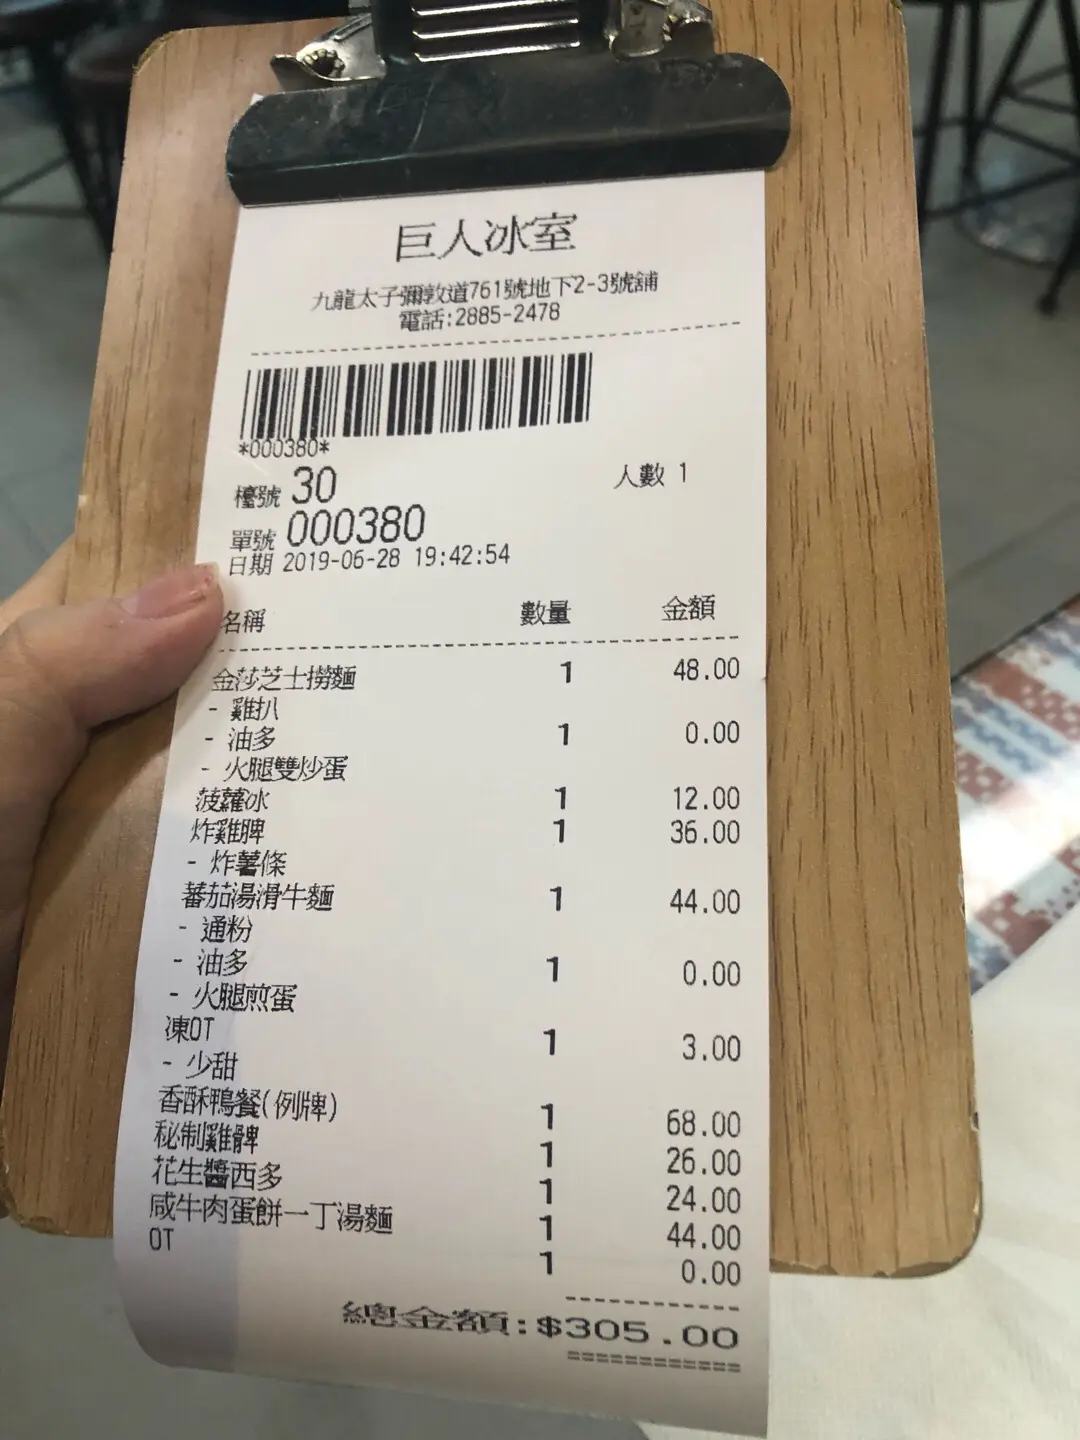 巨人冰室
九龍太子彌敦道761號地下2-3號舖
電話:2885-2478
*000380*
檯號 30 人數 1
單號 000380
日期 2019-06-28 19:42:54
名稱 數量 金額
金莎芝士撈麵 1 48.00
- 雞扒
- 油多 1 0.00
- 火腿雙炒蛋
菠蘿冰 1 12.00
炸雞髀 1 36.00
- 炸薯條
蕃茄湯滑牛麵 1 44.00
- 通粉
- 油多 1 0.00
- 火腿煎蛋
凍OT 1 3.00
- 少甜
香酥鴨餐(例牌) 1 68.00
秘制雞髀 1 26.00
花生醬西多 1 24.00
咸牛肉蛋餅一丁湯麵 1 44.00
OT 1 0.00
總金額:$305.00